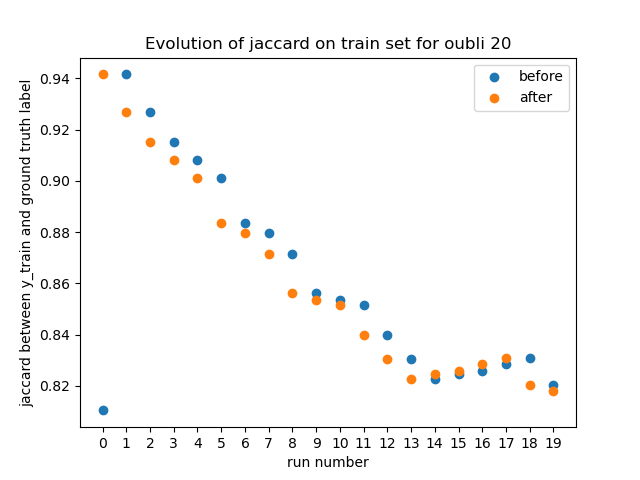 Evolution of jaccard on train set for oubli 20
before
after
jaccard between y_train and ground truth label
0.94
0.92
0.90
0.88
0.86
0.84
0.82
0 1 2 3 4 5 6 7 8 9 10 11 12 13 14 15 16 17 18 19
run number